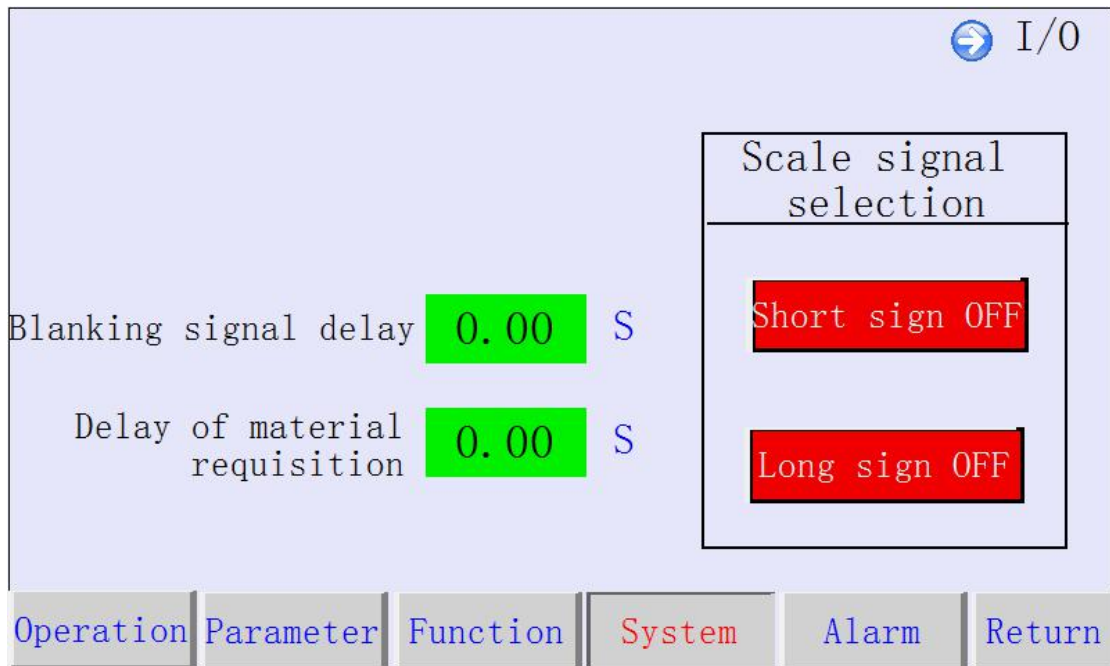 I/O
Scale signal
selection
Short sign OFF
Blanking signal delay 0.00 S
Delay of material
requisition 0.00 S
Long sign OFF
Operation Parameter Function System Alarm Return